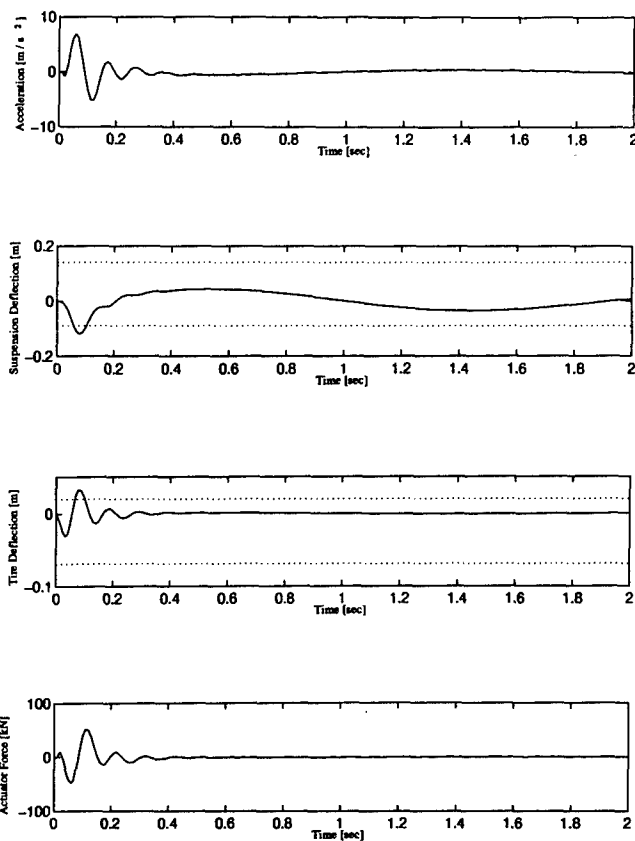 10
0
−10
Acceleration [m / s ²]
0 0.2 0.4 0.6 0.8 1 1.2 1.4 1.6 1.8 2
Time [sec]
0.2
0
−0.2
Suspension Deflection [m]
0 0.2 0.4 0.6 0.8 1 1.2 1.4 1.6 1.8 2
Time [sec]
0
−0.1
Tire Deflection [m]
0 0.2 0.4 0.6 0.8 1 1.2 1.4 1.6 1.8 2
Time [sec]
100
0
−100
Actuator Force [kN]
0 0.2 0.4 0.6 0.8 1 1.2 1.4 1.6 1.8 2
Time [sec]